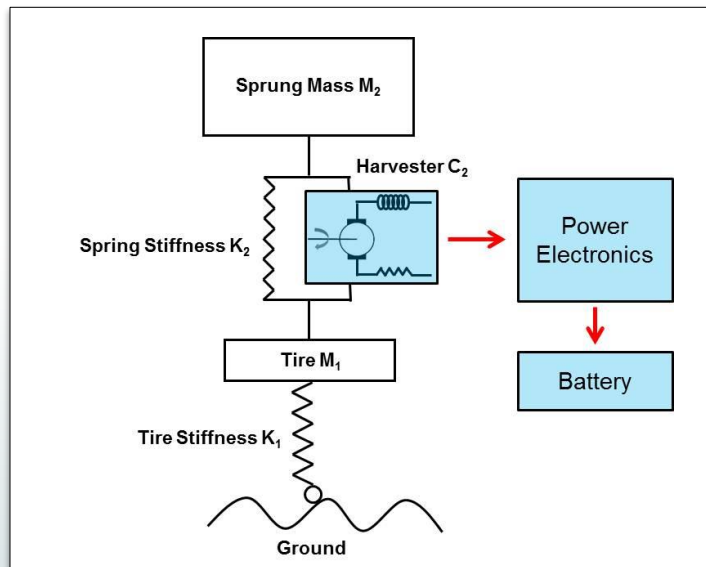 Sprung Mass M₂
Harvester C₂
Spring Stiffness K₂
Power
Electronics
Tire M₁
Battery
Tire Stiffness K₁
Ground